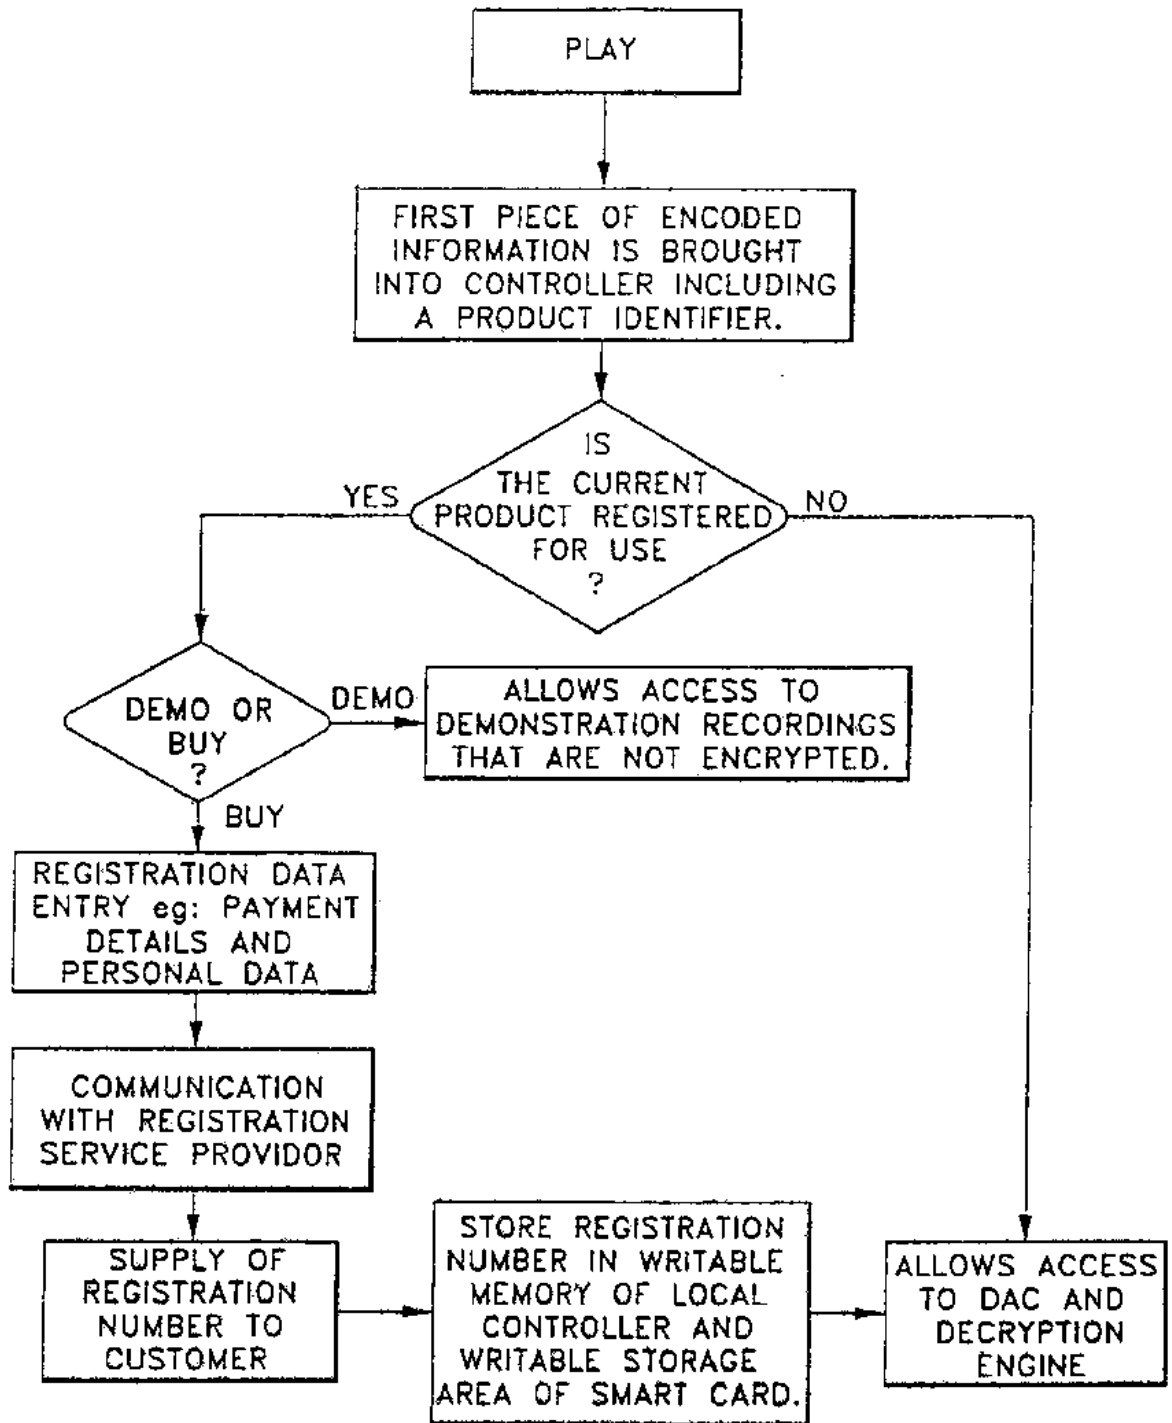 PLAY
FIRST PIECE OF ENCODED
INFORMATION IS BROUGHT
INTO CONTROLLER INCLUDING
A PRODUCT IDENTIFIER.
IS
THE CURRENT
PRODUCT REGISTERED
FOR USE
?
YES
NO
DEMO OR
BUY
?
DEMO
ALLOWS ACCESS TO
DEMONSTRATION RECORDINGS
THAT ARE NOT ENCRYPTED.
BUY
REGISTRATION DATA
ENTRY eg: PAYMENT
DETAILS AND
PERSONAL DATA
COMMUNICATION
WITH REGISTRATION
SERVICE PROVIDOR
SUPPLY OF
REGISTRATION
NUMBER TO
CUSTOMER
STORE REGISTRATION
NUMBER IN WRITABLE
MEMORY OF LOCAL
CONTROLLER AND
WRITABLE STORAGE
AREA OF SMART CARD.
ALLOWS ACCESS
TO DAC AND
DECRYPTION
ENGINE